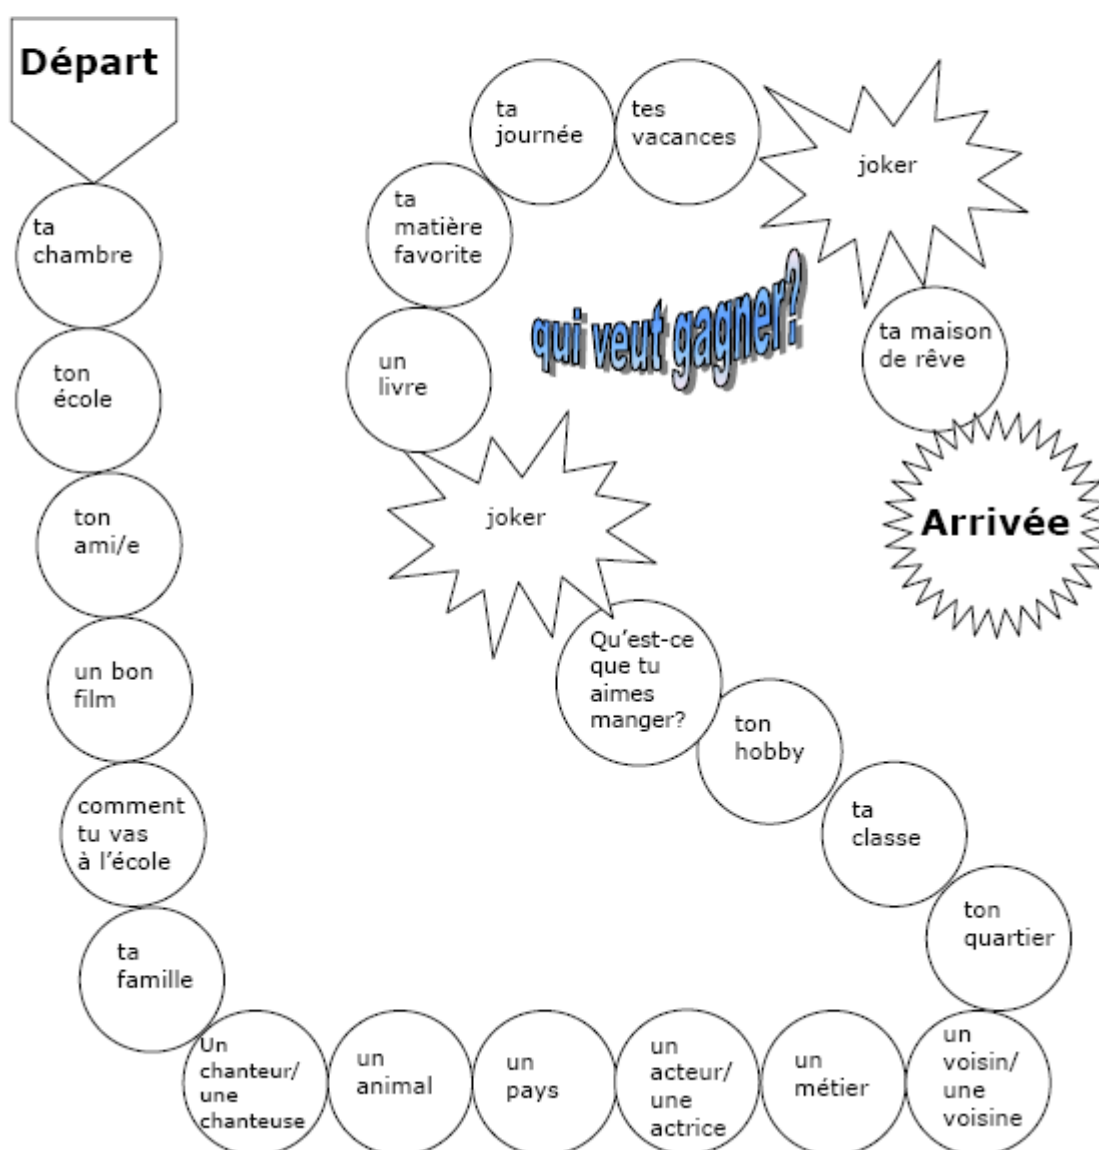 Départ
ta
chambre
ton
école
ton
ami/e
un bon
film
comment
tu vas
à l'école
ta
famille
Un
chanteur/
une
chanteuse
un
animal
un
pays
un
acteur/
une
actrice
un
métier
un
voisin/
une
voisine
ton
quartier
ta
classe
ton
hobby
Qu'est-ce
que tu
aimes
manger?
joker
un
livre
ta
matière
favorite
ta
journée
tes
vacances
joker
ta maison
de rêve
Arrivée
qui veut gagner?